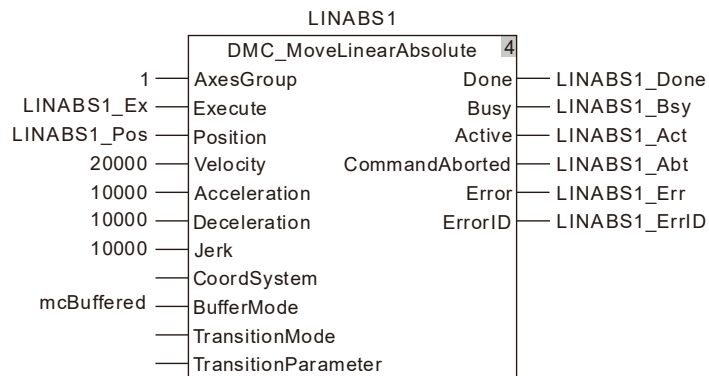 LINABS1
DMC_MoveLinearAbsolute 4
1 AxesGroup Done LINABS1_Done
LINABS1_Ex Execute Busy LINABS1_Bsy
LINABS1_Pos Position Active LINABS1_Act
20000 Velocity CommandAborted LINABS1_Abt
10000 Acceleration Error LINABS1_Err
10000 Deceleration ErrorID LINABS1_ErrID
10000 Jerk
CoordSystem
mcBuffered BufferMode
TransitionMode
TransitionParameter